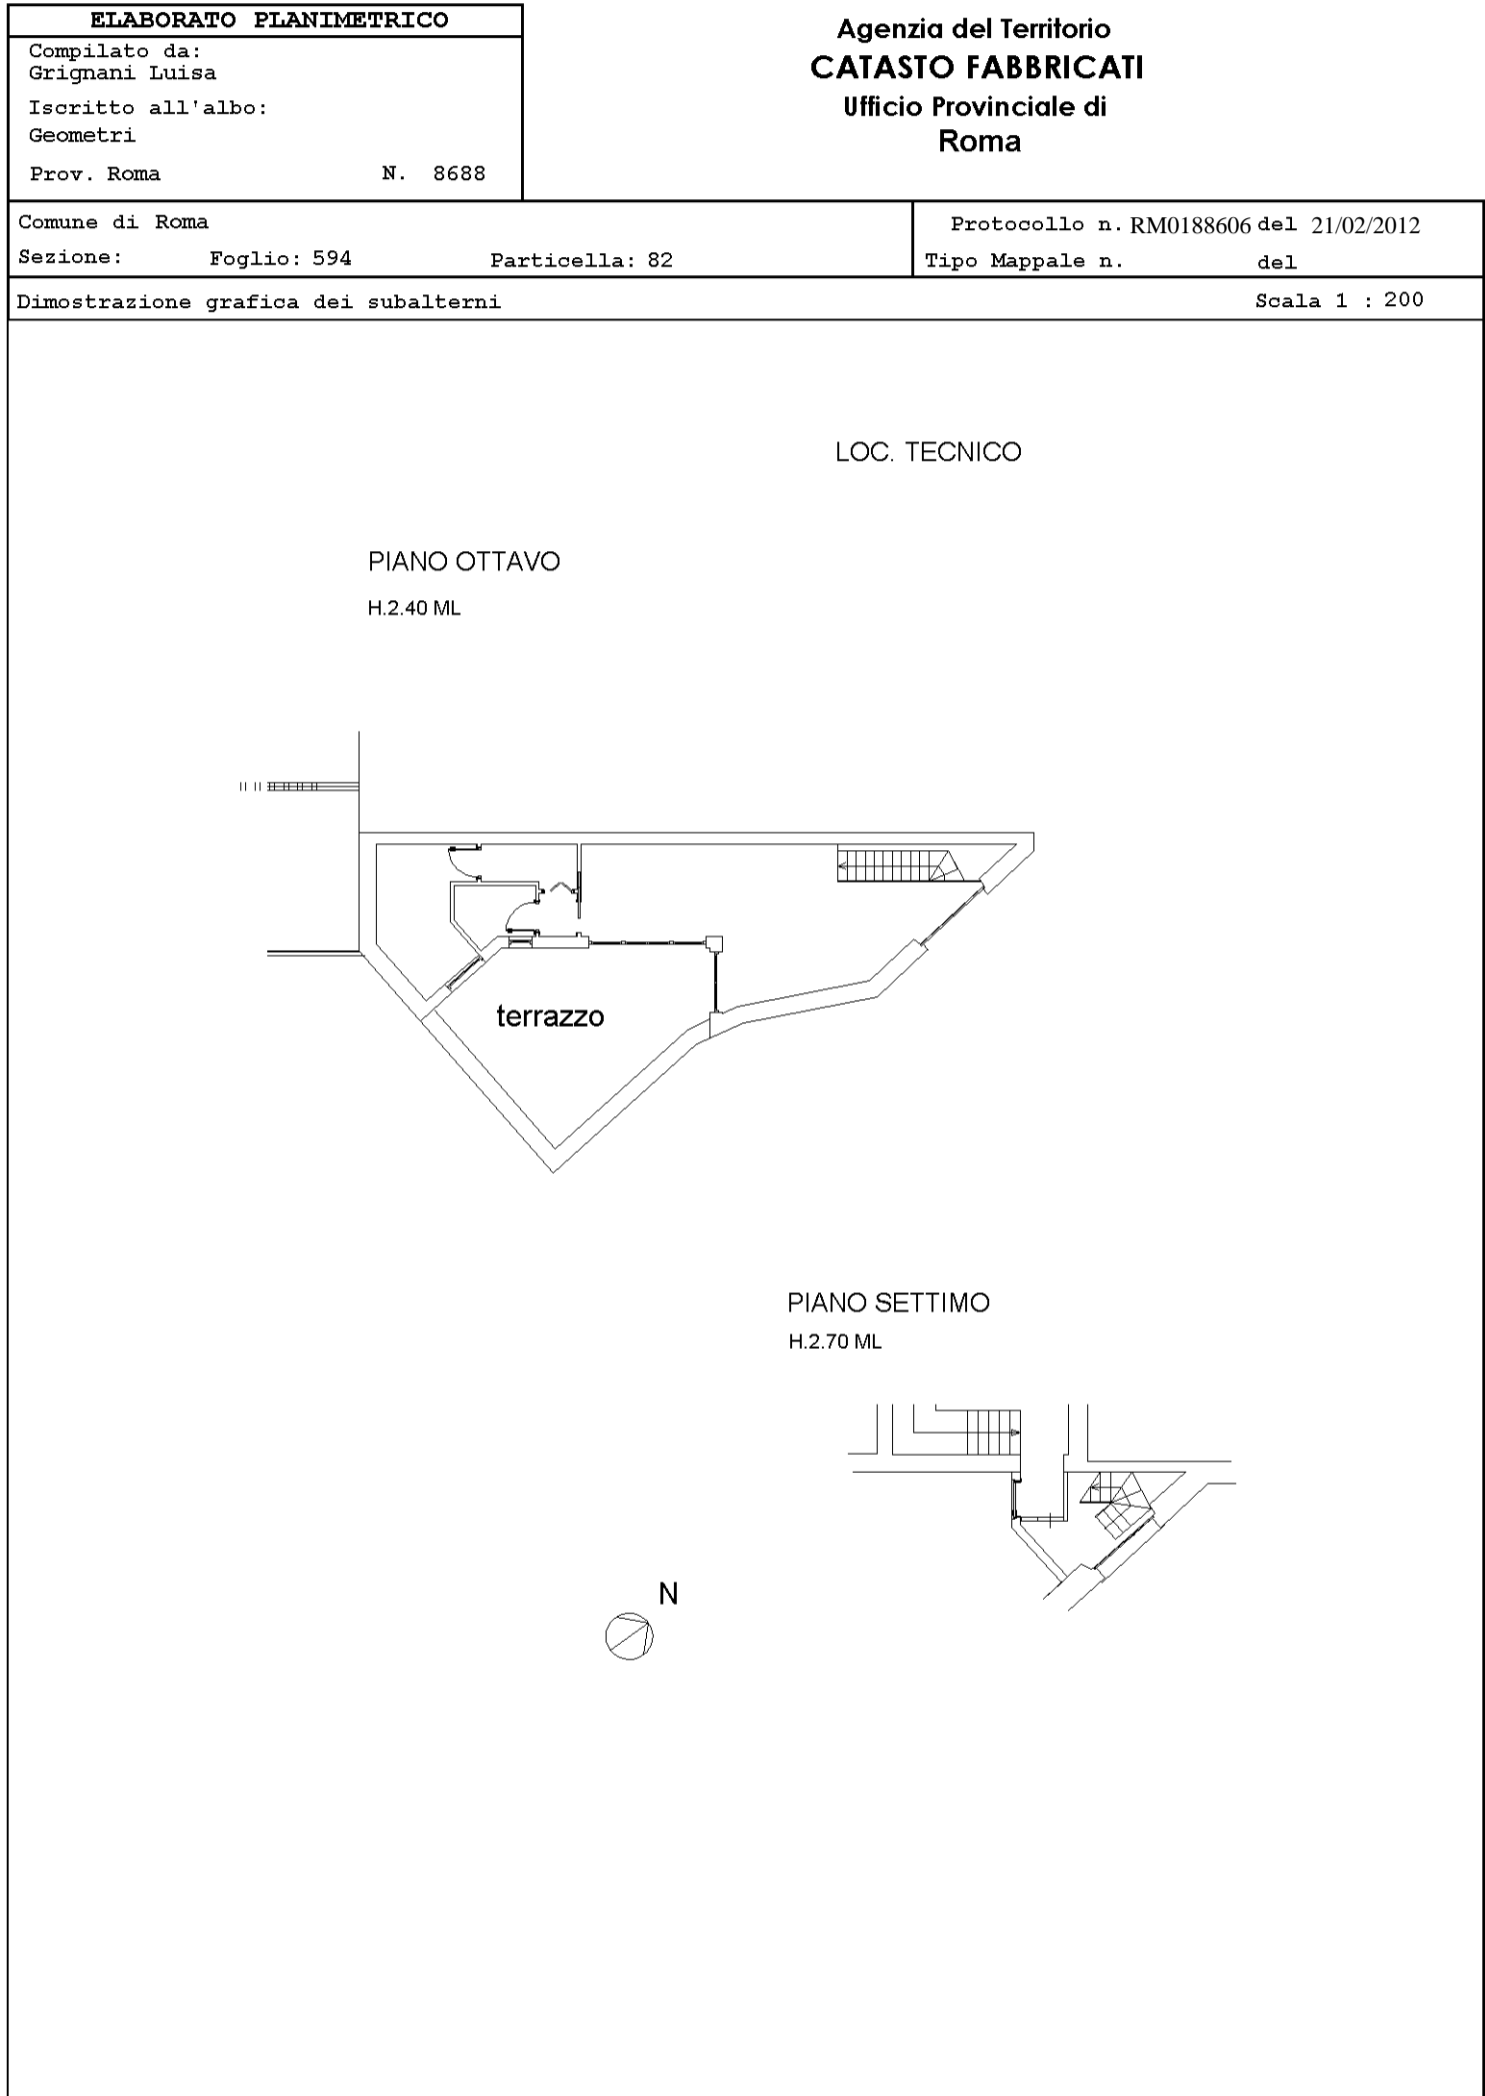 ELABORATO PLANIMETRICO
Compilato da:
Grignani Luisa
Iscritto all'albo:
Geometri
Prov. Roma N. 8688
Agenzia del Territorio
CATASTO FABBRICATI
Ufficio Provinciale di
Roma
Comune di Roma
Sezione: Foglio: 594 Particella: 82
Protocollo n. RM0188606 del 21/02/2012
Tipo Mappale n. del
Dimostrazione grafica dei subalterni Scala 1 : 200
LOC. TECNICO
PIANO OTTAVO
H.2.40 ML
terrazzo
PIANO SETTIMO
H.2.70 ML
N